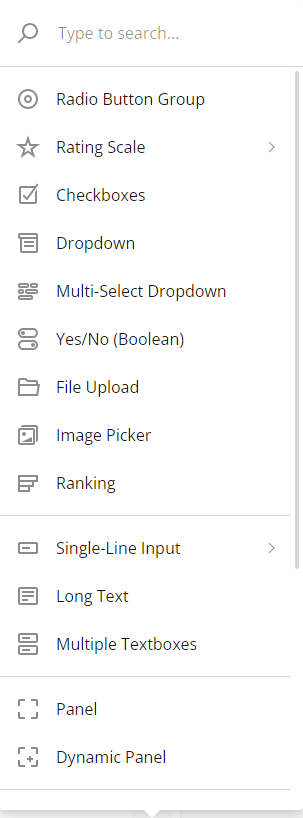 Type to search...
Radio Button Group
Rating Scale
Checkboxes
Dropdown
Multi-Select Dropdown
Yes/No (Boolean)
File Upload
Image Picker
Ranking
Single-Line Input
Long Text
Multiple Textboxes
Panel
Dynamic Panel